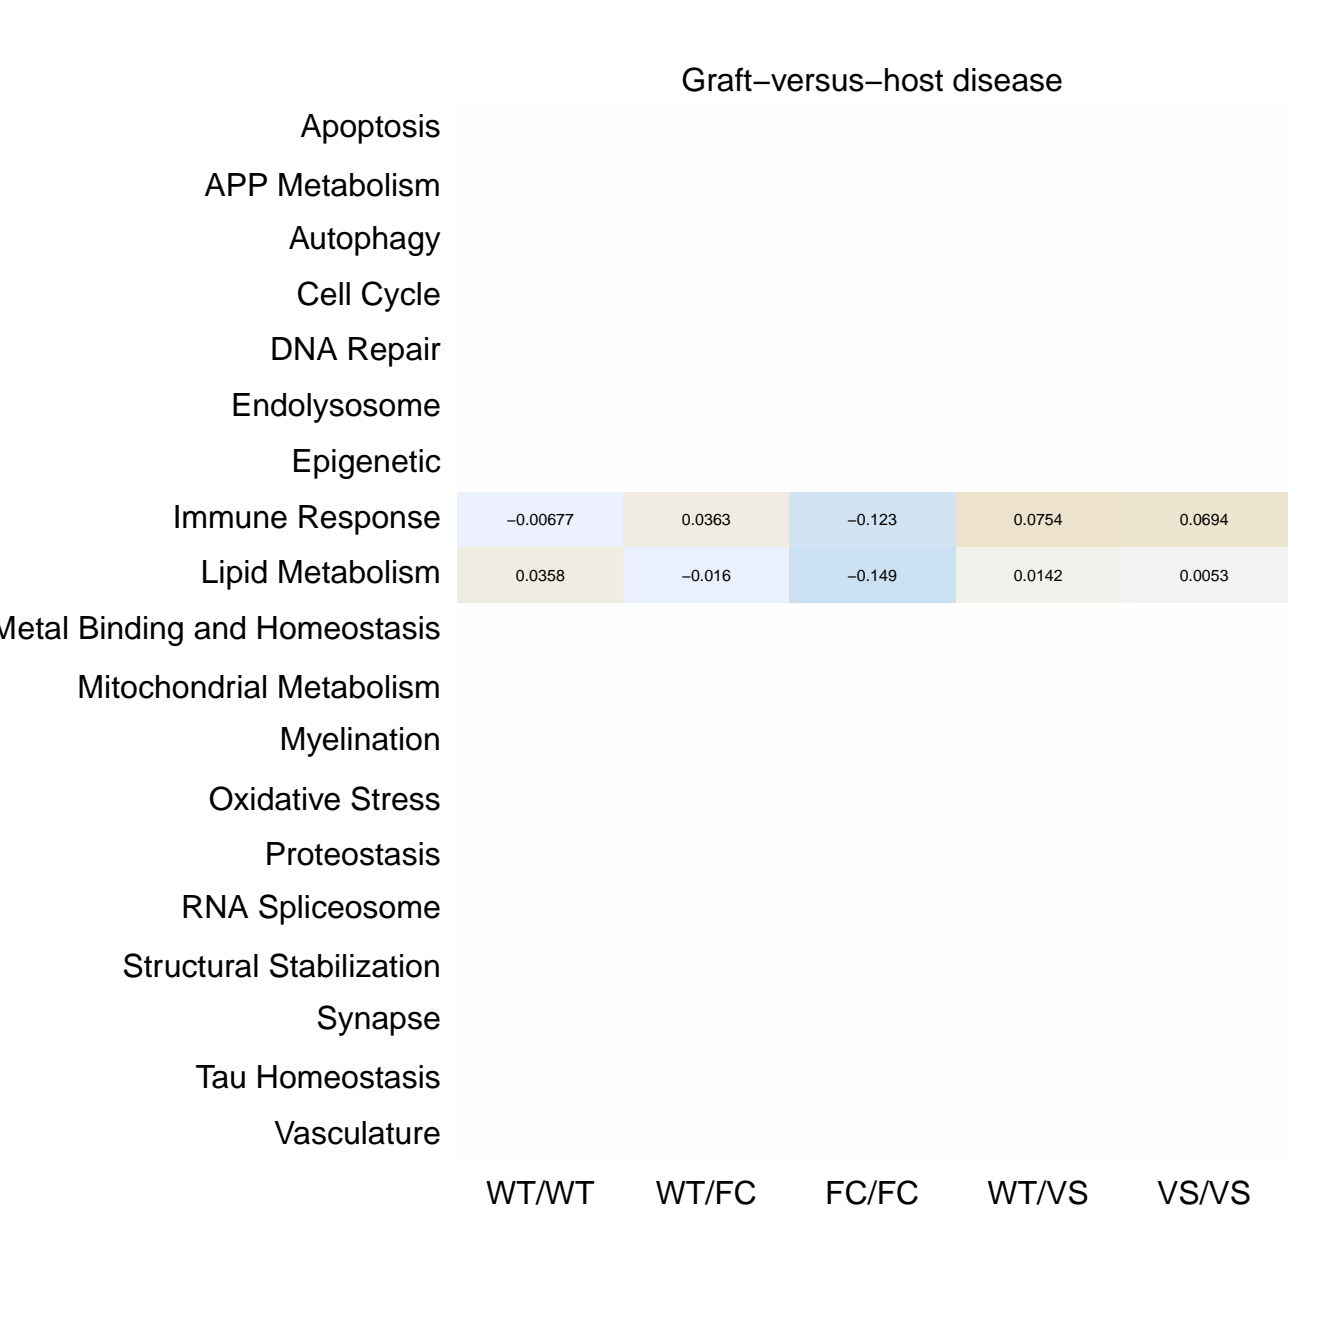 Graft−versus−host disease
Apoptosis
APP Metabolism
Autophagy
Cell Cycle
DNA Repair
Endolysosome
Epigenetic
Immune Response −0.00677 0.0363 −0.123 0.0754 0.0694
Lipid Metabolism 0.0358 −0.016 −0.149 0.0142 0.0053
Metal Binding and Homeostasis
Mitochondrial Metabolism
Myelination
Oxidative Stress
Proteostasis
RNA Spliceosome
Structural Stabilization
Synapse
Tau Homeostasis
Vasculature
WT/WT WT/FC FC/FC WT/VS VS/VS